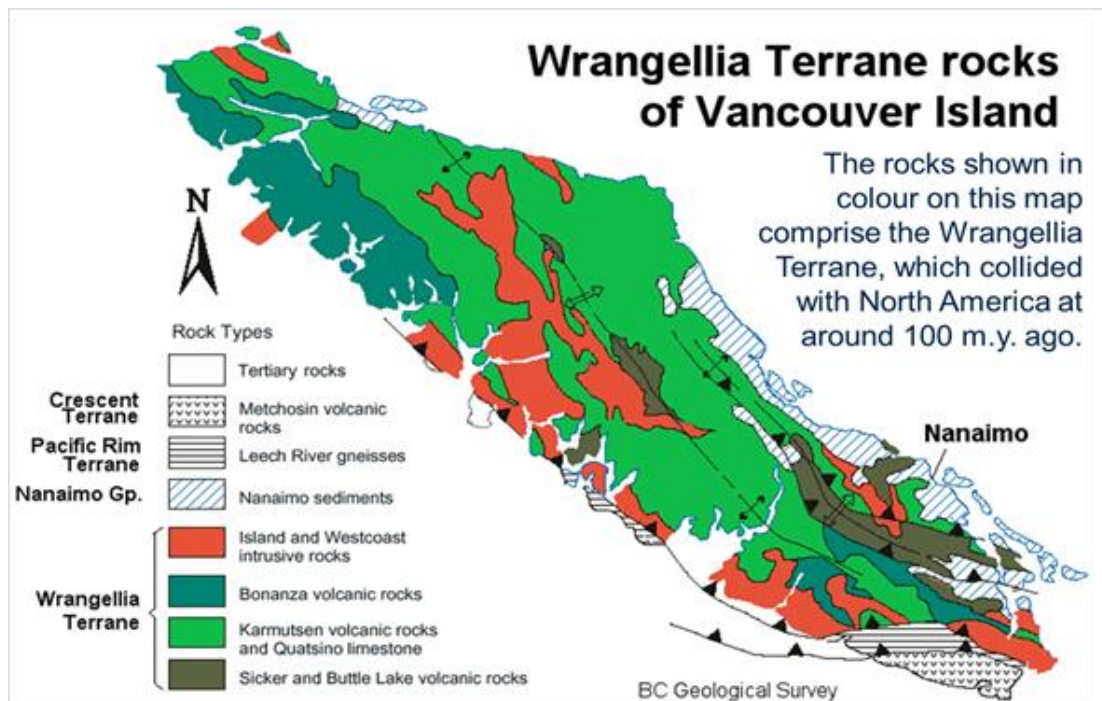 Wrangellia Terrane rocks
of Vancouver Island
The rocks shown in
colour on this map
comprise the Wrangellia
Terrane, which collided
with North America at
around 100 m.y. ago.
N
Rock Types
Tertiary rocks
Crescent
Terrane
Metchosin volcanic
rocks
Pacific Rim
Terrane
Leech River gneisses
Nanaimo Gp.
Nanaimo sediments
Wrangellia
Terrane
Island and Westcoast
intrusive rocks
Bonanza volcanic rocks
Karmutsen volcanic rocks
and Quatsino limestone
Sicker and Buttle Lake volcanic rocks
Nanaimo
BC Geological Survey